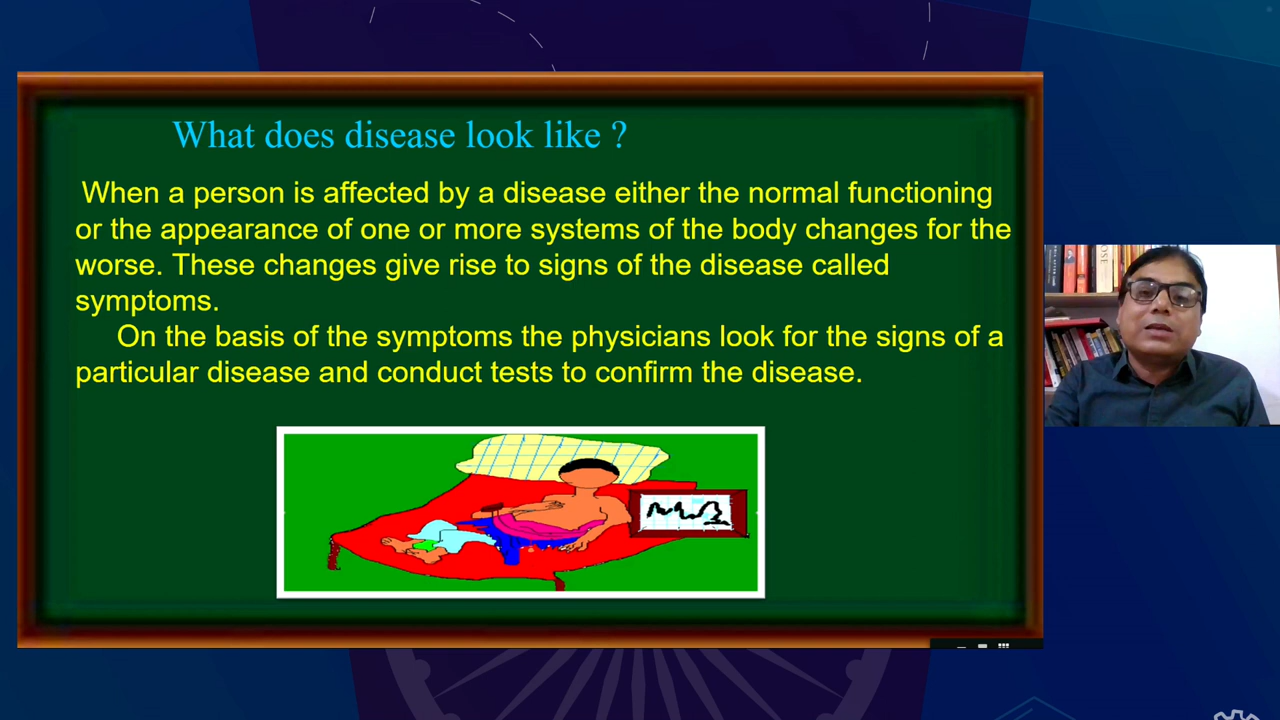 What does disease look like ?
When a person is affected by a disease either the normal functioning
or the appearance of one or more systems of the body changes for the
worse. These changes give rise to signs of the disease called
symptoms.
On the basis of the symptoms the physicians look for the signs of a
particular disease and conduct tests to confirm the disease.